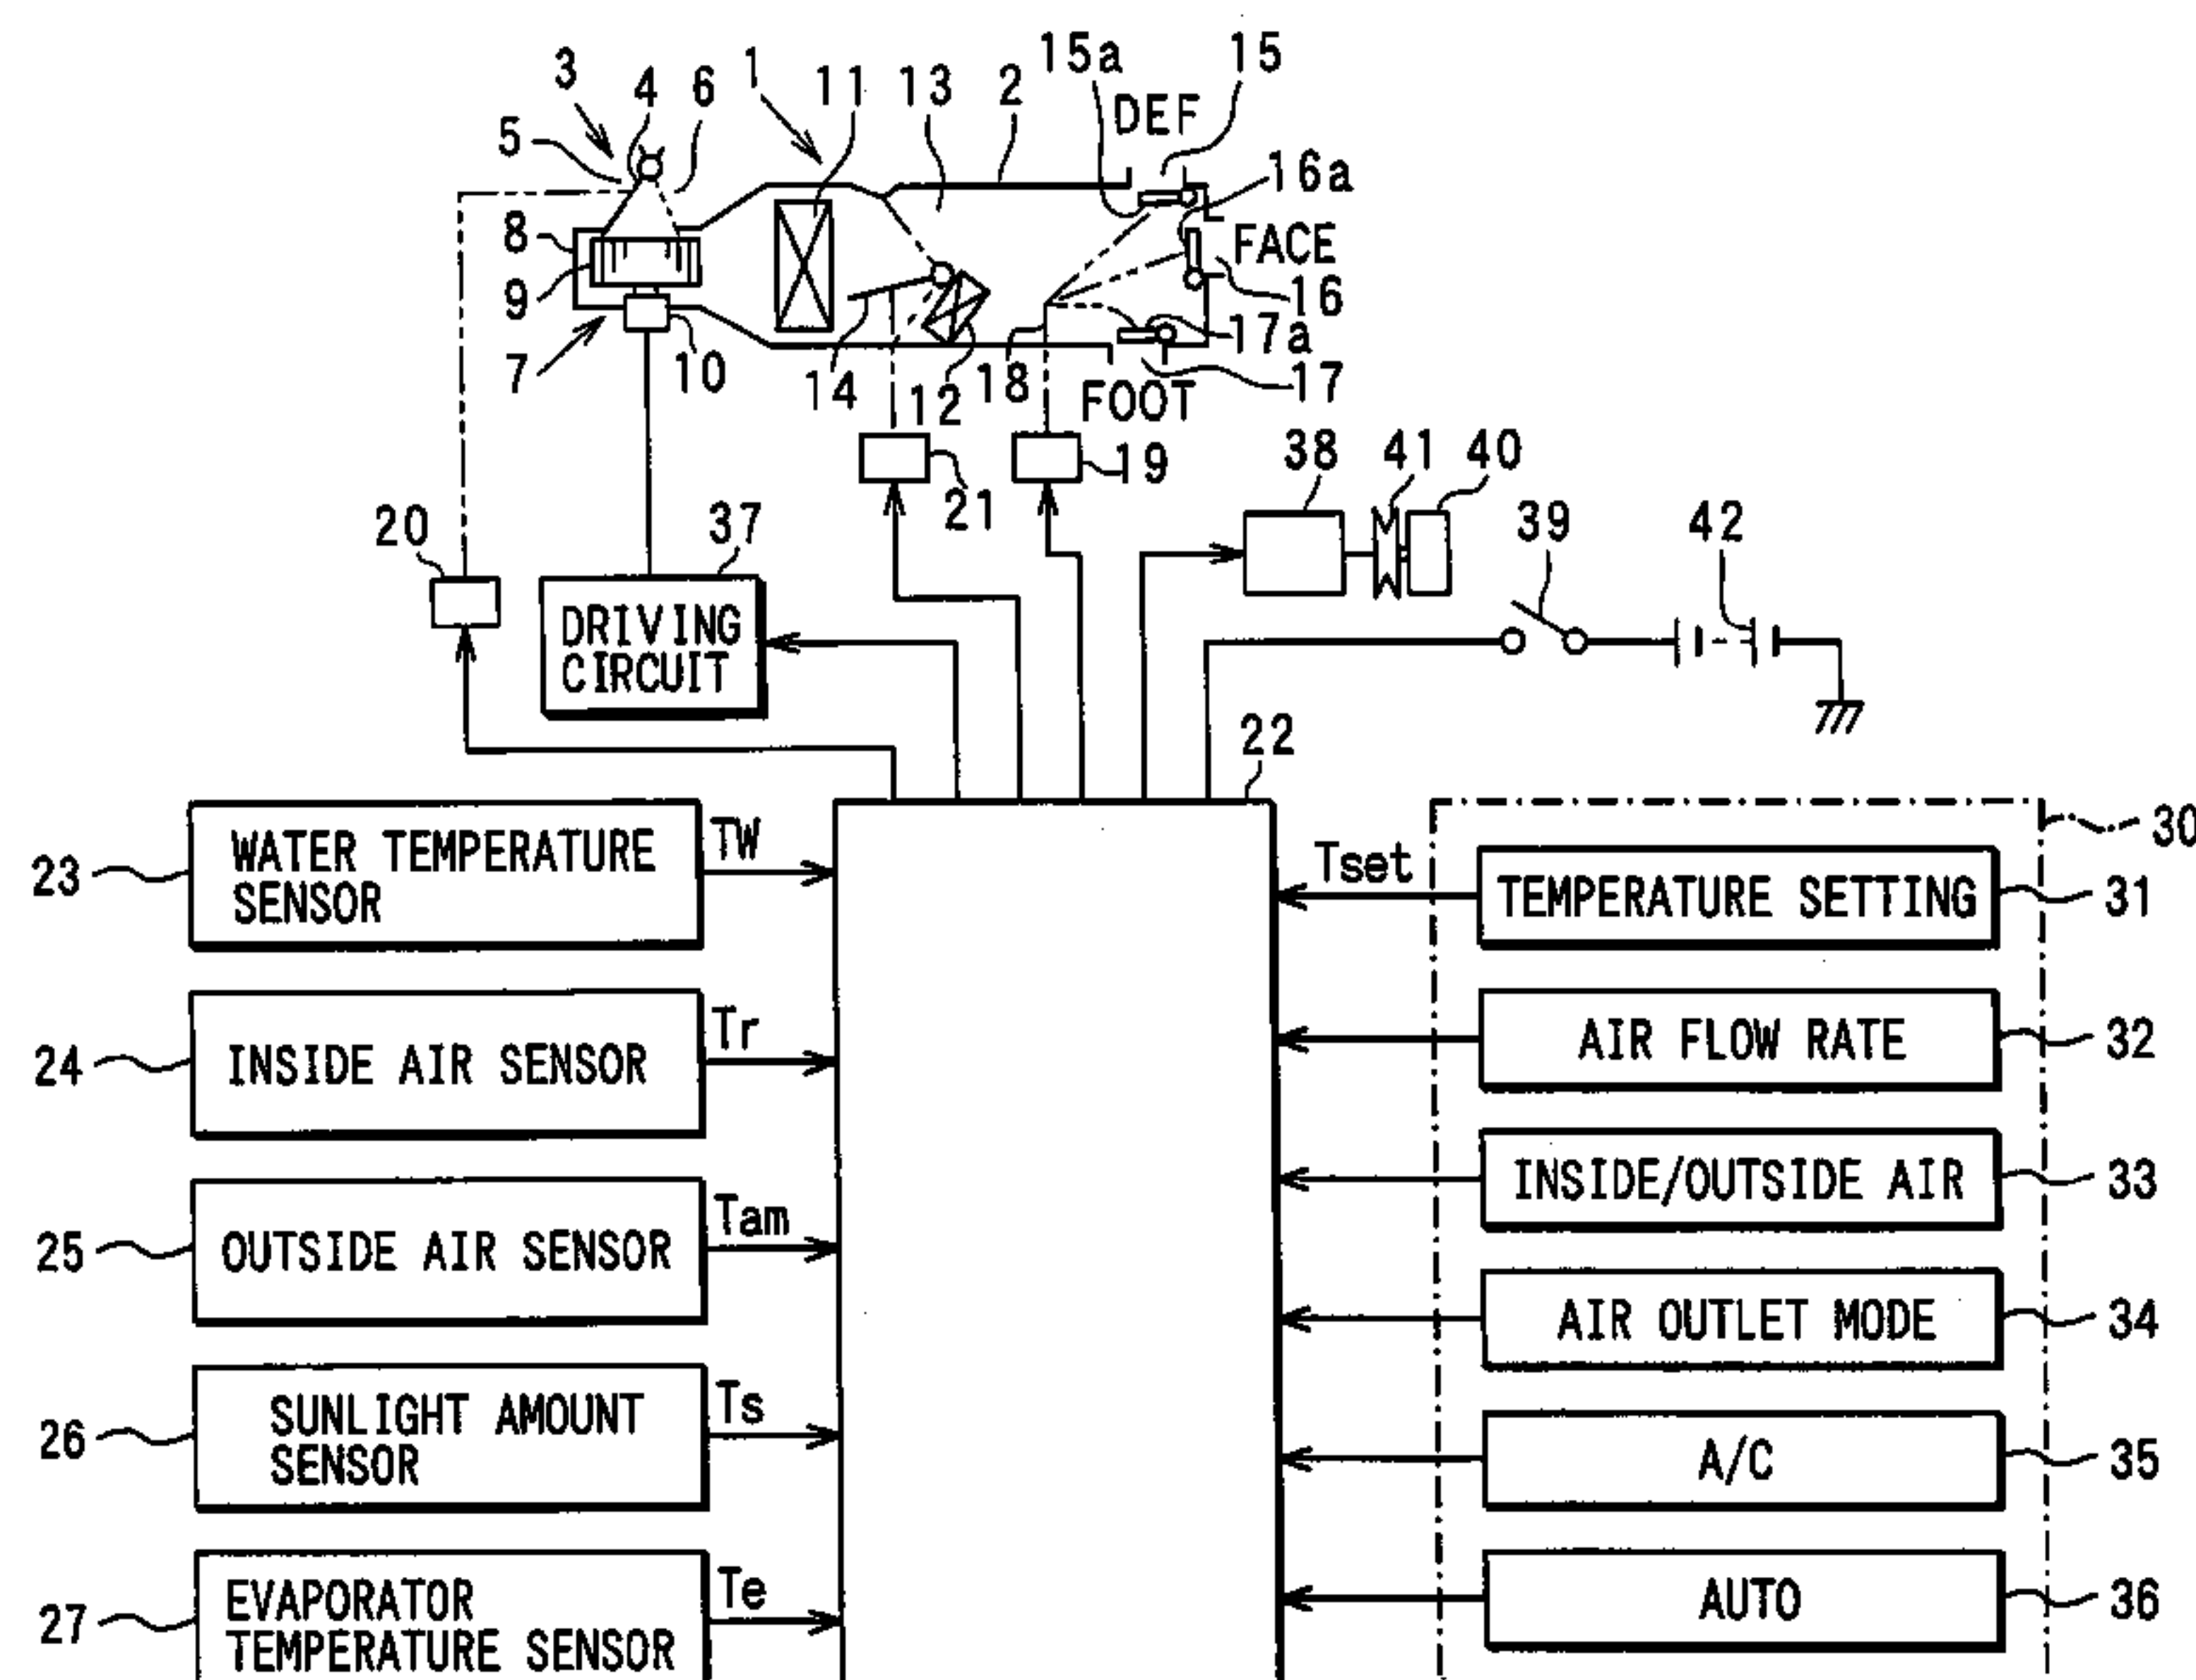 3 4 6 1 11 13 2 15a 15
DEF
5 16a
8 FACE
9 16
17a
7 10 14 12 18 17
FOOT
38 41 40
21 19
20 37 39 42
DRIVING
CIRCUIT
22
30
23 WATER TEMPERATURE
SENSOR
TW
Tset
TEMPERATURE SETTING 31
24 INSIDE AIR SENSOR Tr
AIR FLOW RATE 32
25 OUTSIDE AIR SENSOR Tam
INSIDE/OUTSIDE AIR 33
AIR OUTLET MODE 34
26 SUNLIGHT AMOUNT
SENSOR
Ts
A/C 35
27 EVAPORATOR
TEMPERATURE SENSOR
Te
AUTO 36